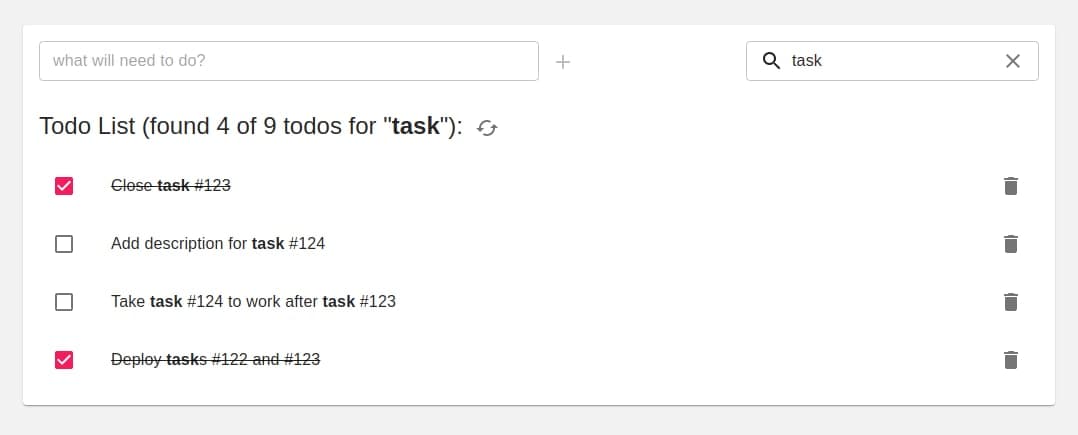 what will need to do?
task
Todo List (found 4 of 9 todos for "task"):
Close task #123
Add description for task #124
Take task #124 to work after task #123
Deploy tasks #122 and #123